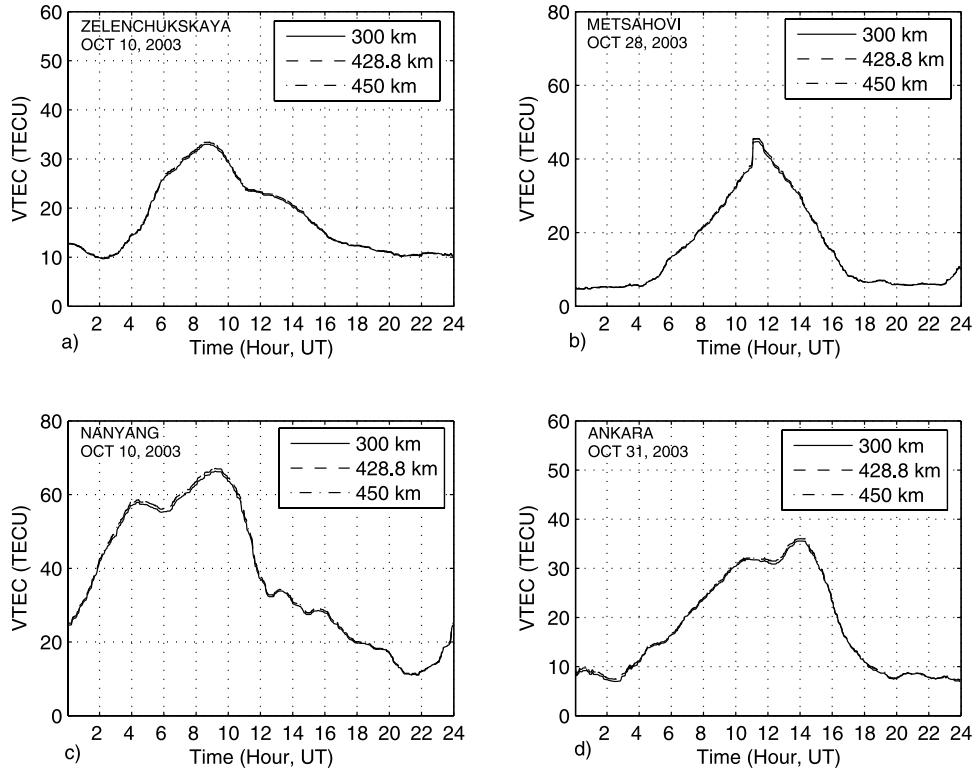 ZELENCHUKSKAYA
OCT 10, 2003
300 km
428.8 km
450 km
VTEC (TECU)
60
50
40
30
20
10
0
2 4 6 8 10 12 14 16 18 20 22 24
Time (Hour, UT)
a)
METSAHOVI
OCT 28, 2003
300 km
428.8 km
450 km
VTEC (TECU)
80
60
40
20
0
2 4 6 8 10 12 14 16 18 20 22 24
Time (Hour, UT)
b)
NANYANG
OCT 10, 2003
300 km
428.8 km
450 km
VTEC (TECU)
80
60
40
20
0
2 4 6 8 10 12 14 16 18 20 22 24
Time (Hour, UT)
c)
ANKARA
OCT 31, 2003
300 km
428.8 km
450 km
VTEC (TECU)
60
50
40
30
20
10
0
2 4 6 8 10 12 14 16 18 20 22 24
Time (Hour, UT)
d)